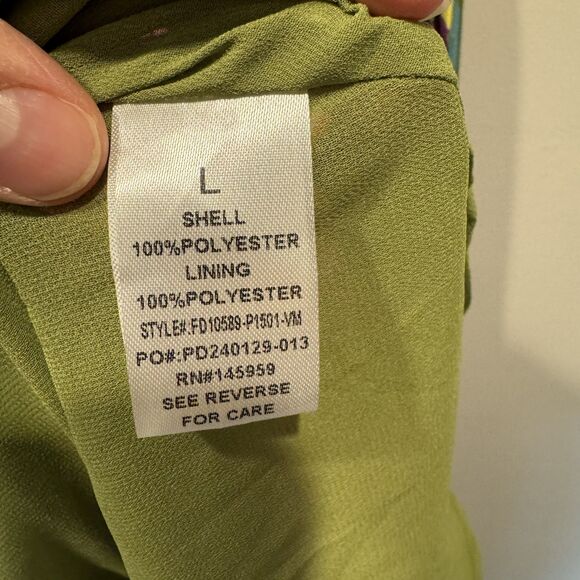 L
SHELL
100%POLYESTER
LINING
100%POLYESTER
STYLE#:FD10589-P1501-VM
PO#:PD240129-013
RN#145959
SEE REVERSE
FOR CARE